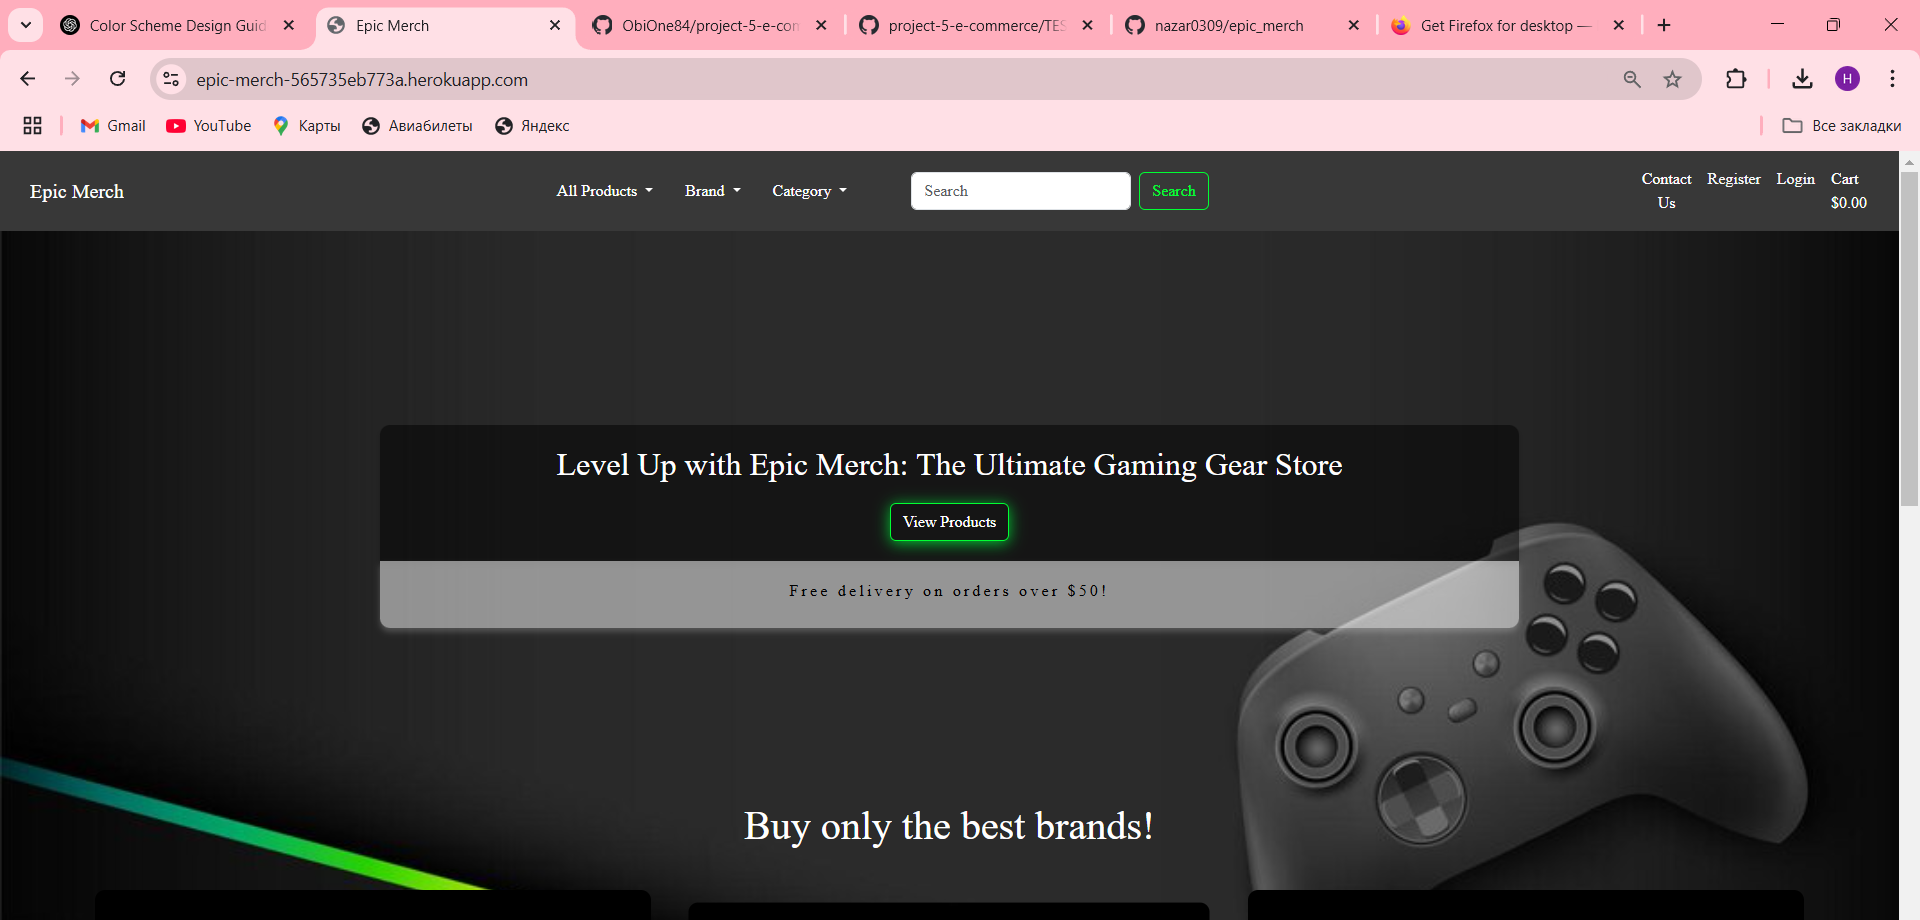 Color Scheme Design Guid
Epic Merch
ObiOne84/project-5-e-con
project-5-e-commerce/TES
nazar0309/epic_merch
Get Firefox for desktop —
epic-merch-565735eb773a.herokuapp.com
H
Gmail
YouTube
Карты
Авиабилеты
Яндекс
Все закладки
Epic Merch
All Products
Brand
Category
Search
Search
Contact Us
Register
Login
Cart
$0.00
Level Up with Epic Merch: The Ultimate Gaming Gear Store
View Products
Free delivery on orders over $50!
Buy only the best brands!